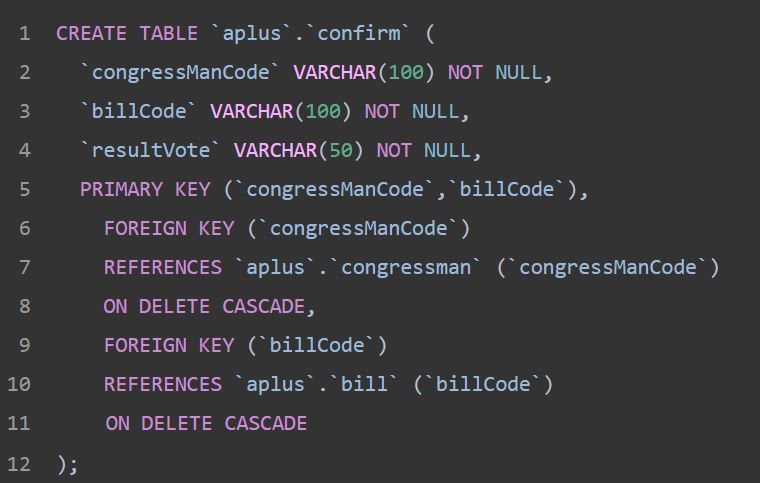 1 CREATE TABLE `aplus`.`confirm` (
2 `congressManCode` VARCHAR(100) NOT NULL,
3 `billCode` VARCHAR(100) NOT NULL,
4 `resultVote` VARCHAR(50) NOT NULL,
5 PRIMARY KEY (`congressManCode`,`billCode`),
6 FOREIGN KEY (`congressManCode`)
7 REFERENCES `aplus`.`congressman` (`congressManCode`)
8 ON DELETE CASCADE,
9 FOREIGN KEY (`billCode`)
10 REFERENCES `aplus`.`bill` (`billCode`)
11 ON DELETE CASCADE
12 );